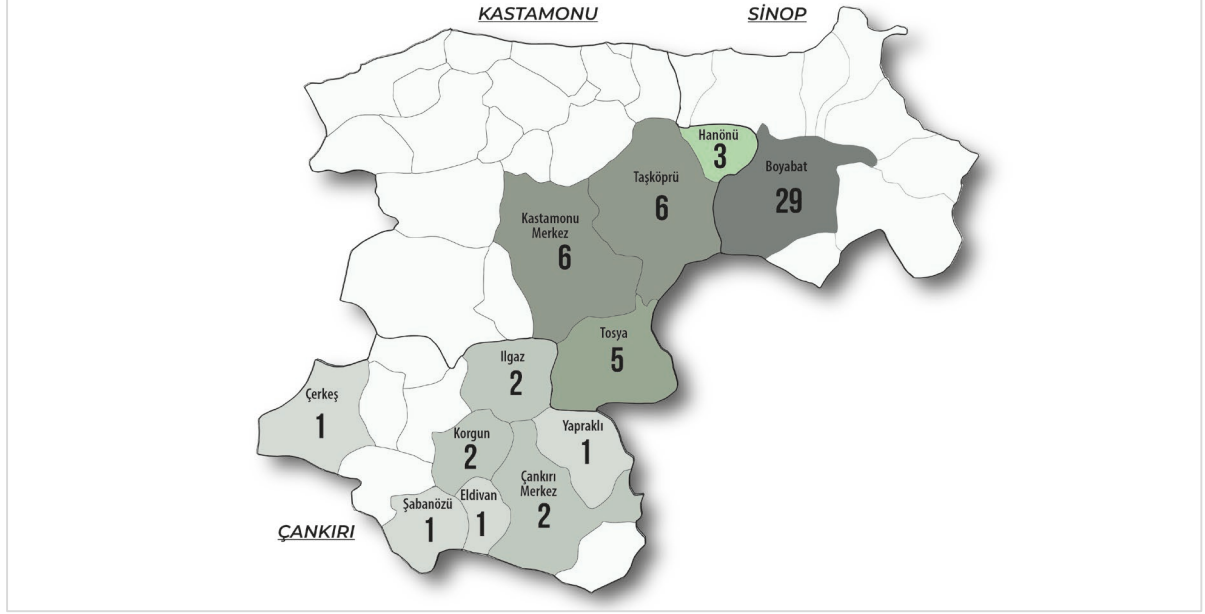 KASTAMONU
SİNOP
Hanönü
3
Boyabat
29
Taşköprü
6
Kastamonu
Merkez
6
Tosya
5
Ilgaz
2
Çerkeş
1
Yapraklı
1
Korgun
2
Çankırı
Merkez
2
Şabanözü
1
Eldivan
1
ÇANKIRI